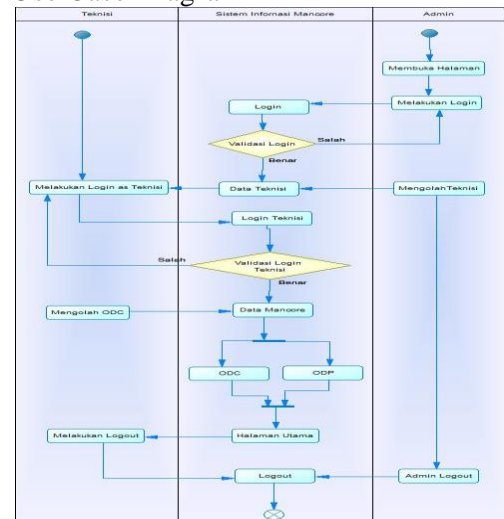 Teknisi
Sistem Informasi Mancore
Admin
Membuka Halaman
Login
Melakukan Login
Validasi Login
Salah
Benar
Melakukan Login as Teknisi
Data Teknisi
MengolahTeknisi
Login Teknisi
Salah
Validasi Login
Teknisi
Benar
Mengolah ODC
Data Mancore
ODC
ODP
Melakukan Logout
Halaman Utama
Logout
Admin Logout